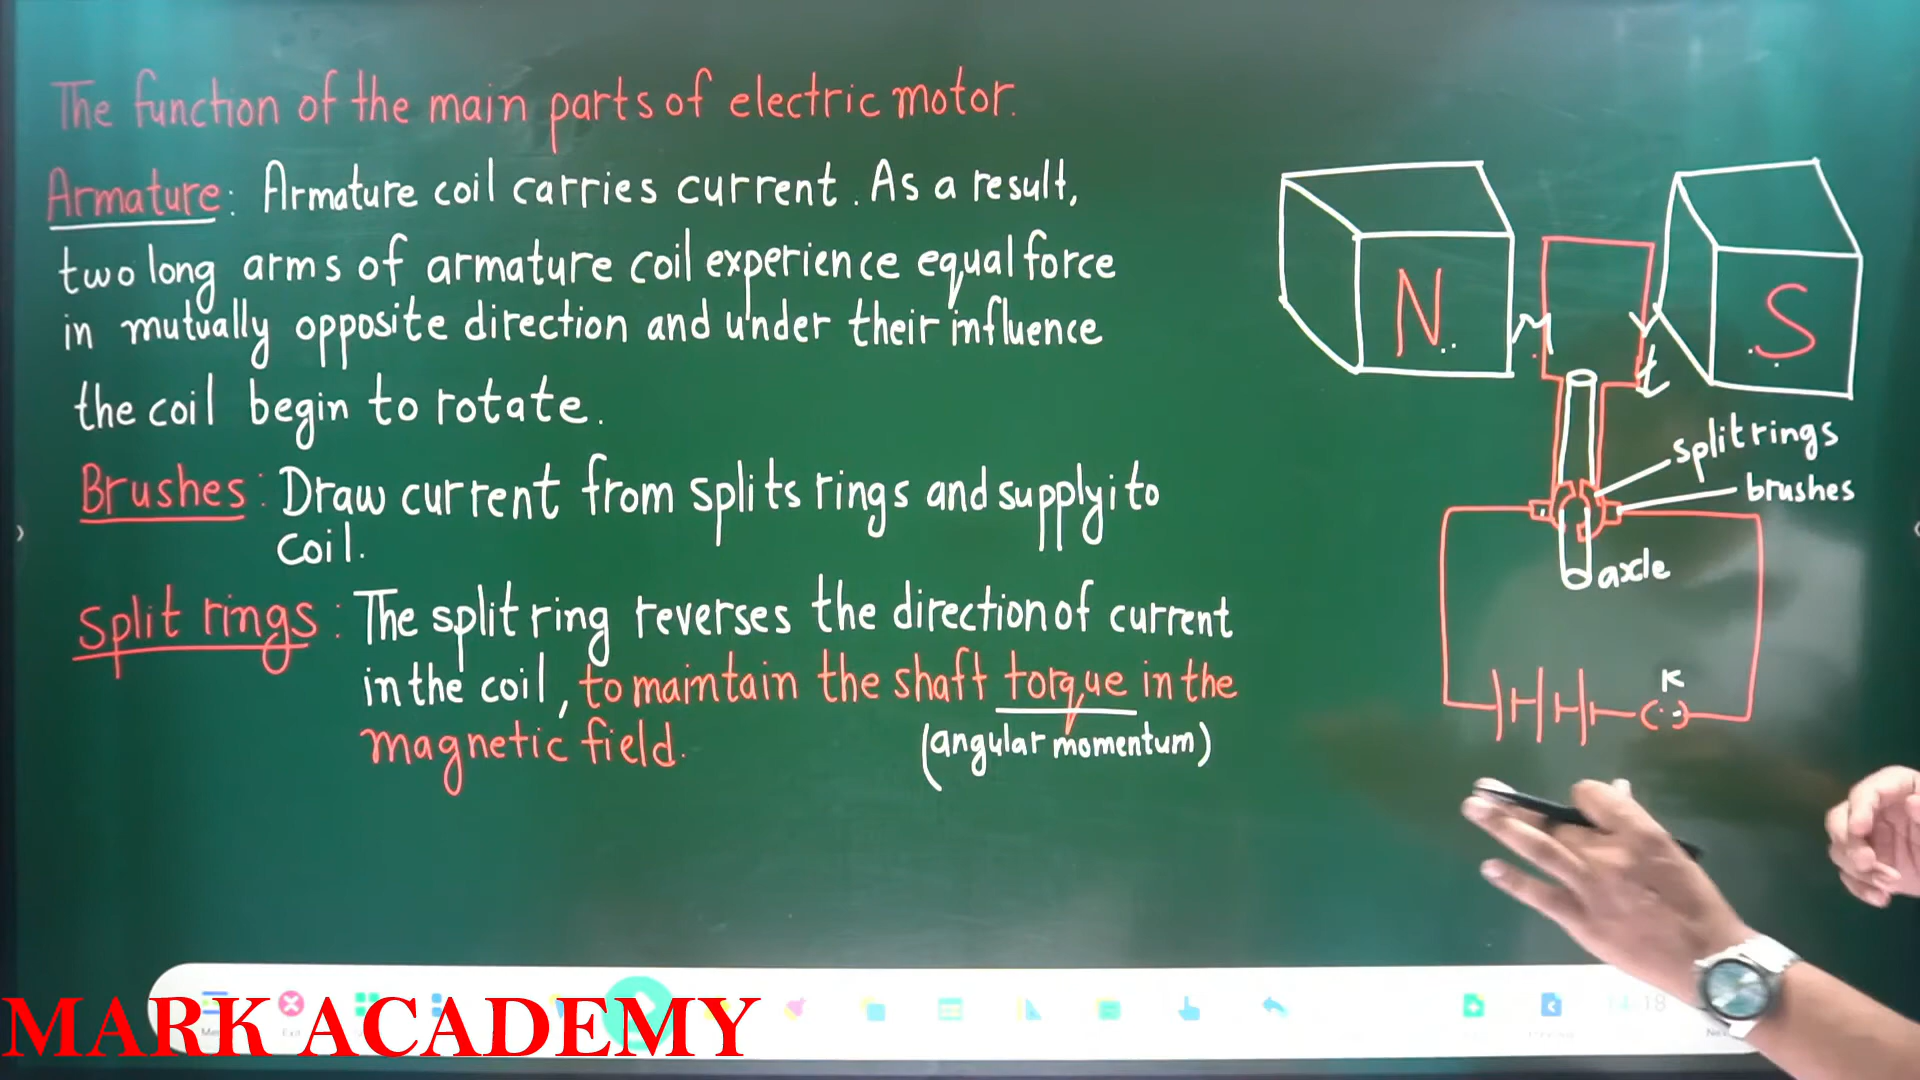 The function of the main parts of electric motor.
Armature: Armature coil carries current. As a result,
two long arms of armature coil experience equal force
in mutually opposite direction and under their influence
the coil begin to rotate.
Brushes: Draw current from splits rings and supply i to
coil.
Split rings: The split ring reverses the direction of current
in the coil, to maintain the shaft torque in the
magnetic field.
(angular momentum)
N
S
split rings
brushes
axle
K
MARK ACADEMY